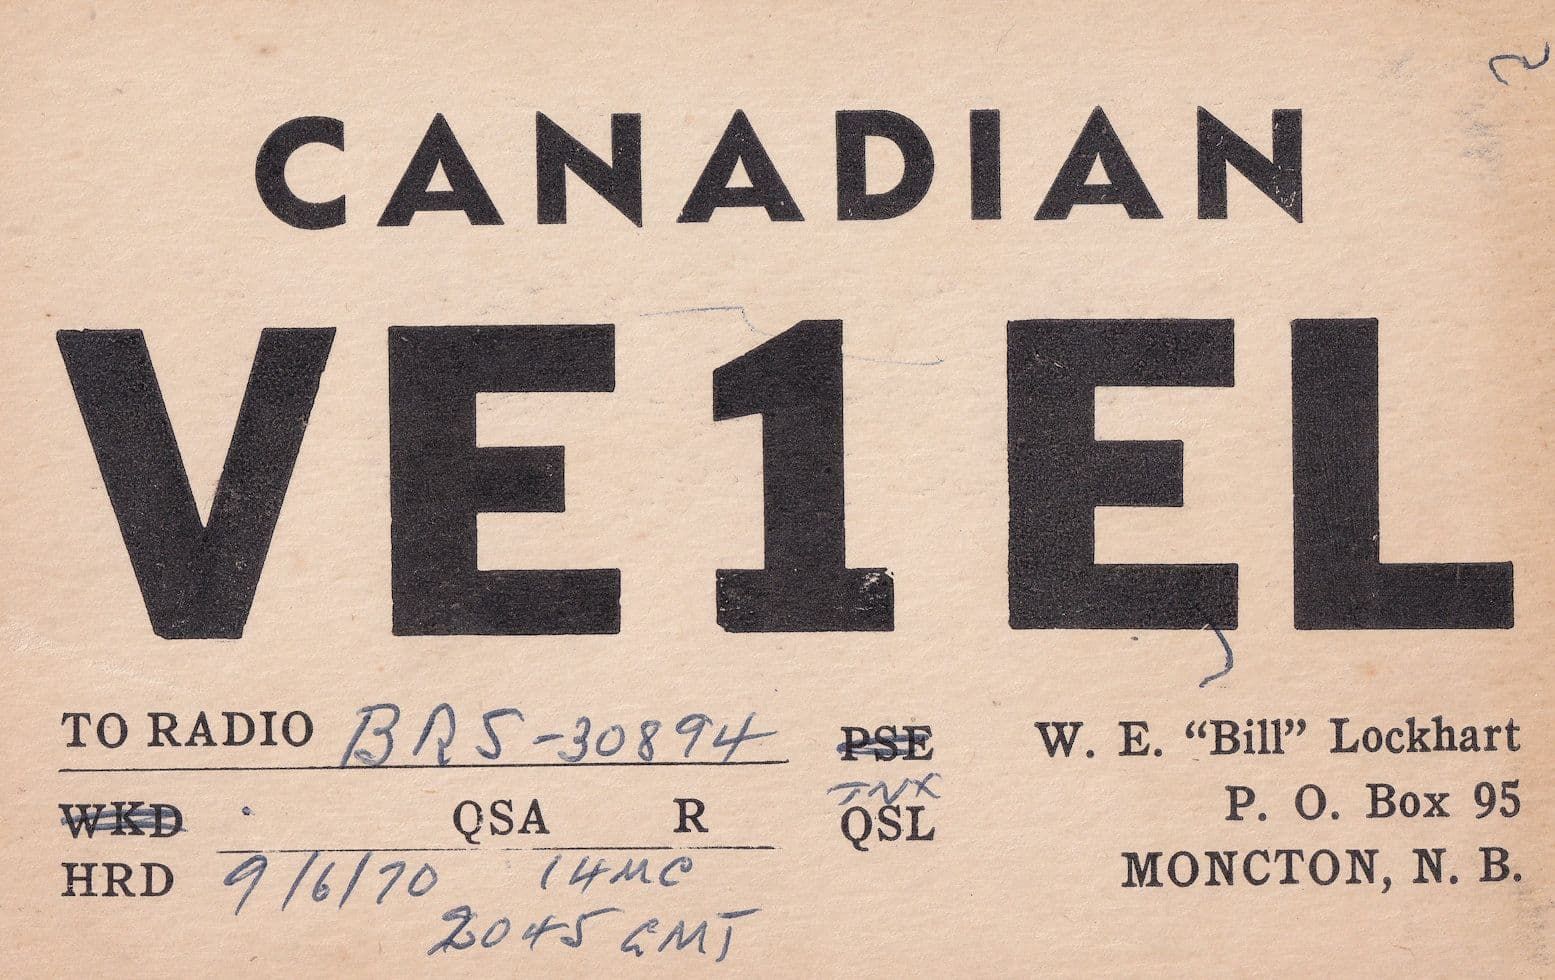 CANADIAN
VE1EL
TO RADIO BRS-30894
WKD QSA R
HRD 9/6/70 14MC
2045 GMT
PSE
TNX
QSL
W. E. “Bill” Lockhart
P. O. Box 95
MONCTON, N. B.